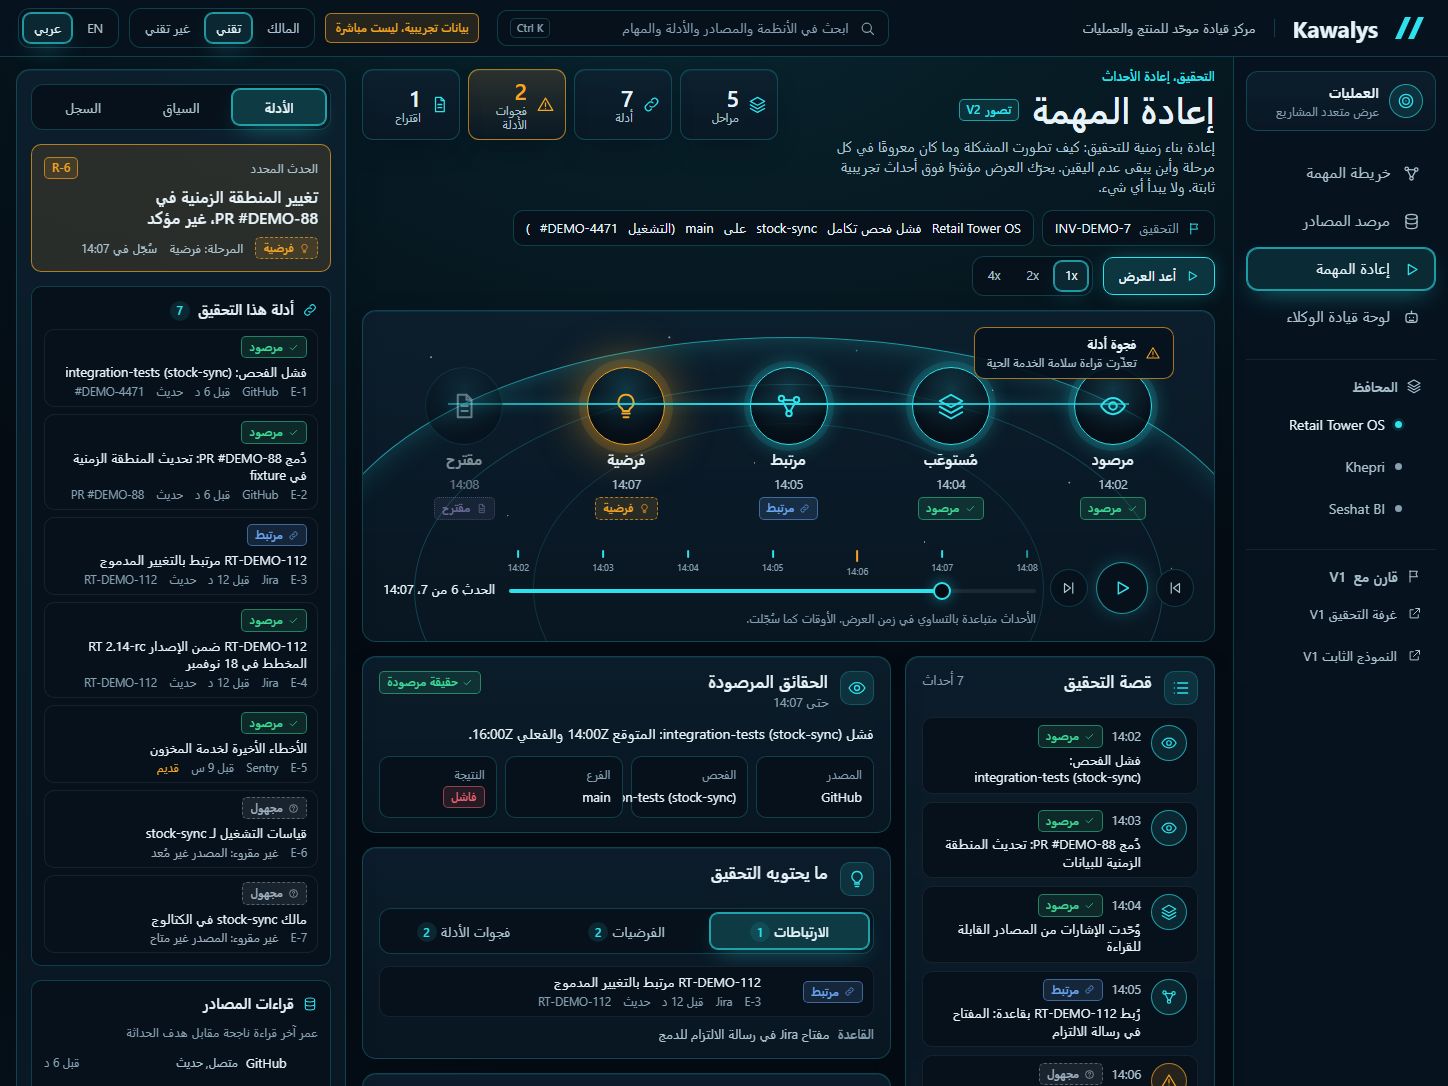 Kawalys
مركز قيادة موحّد للمنتج والعمليات
ابحث في الأنظمة والمصادر والأدلة والمهام
Ctrl K
بيانات تجريبية، ليست مباشرة
المالك
تقني
غير تقني
EN
عربي
العمليات
عرض متعدد المشاريع
خريطة المهمة
مرصد المصادر
إعادة المهمة
لوحة قيادة الوكلاء
المحافظ
Retail Tower OS
Khepri
Seshat BI
قارن مع V1
غرفة التحقيق V1
النموذج الثابت V1
التحقيق، إعادة الأحداث
إعادة المهمة
تصور V2
إعادة بناء زمنية للتحقيق: كيف تطورت المشكلة وما كان معروفًا في كل
مرحلة وأين يبقى عدم اليقين. يحرّك العرض مؤشرًا فوق أحداث تجريبية
ثابتة. ولا يبدأ أي شيء.
5
مراحل
7
أدلة
2
فجوات
الأدلة
1
اقتراح
التحقيق INV-DEMO-7
Retail Tower OS فشل فحص تكامل stock-sync على main (التشغيل #DEMO-4471 )
أعد العرض
1x
2x
4x
فجوة أدلة
تعذّرت قراءة سلامة الخدمة الحية
مرصود
14:02
مرصود
مُستوعَب
14:04
مرصود
مرتبط
14:05
مرتبط
فرضية
14:07
فرضية
مقترح
14:08
مقترح
14:02
14:03
14:04
14:05
14:06
14:07
14:08
الحدث 6 من 7، 14:07
الأحداث متباعدة بالتساوي في زمن العرض. الأوقات كما سُجّلت.
قصة التحقيق
7 أحداث
14:02
مرصود
فشل الفحص:
integration-tests (stock-sync)
14:03
مرصود
دُمج PR #DEMO-88: تحديث المنطقة
الزمنية للبيانات
14:04
مرصود
وُحّدت الإشارات من المصادر القابلة
للقراءة
14:05
مرتبط
رُبط RT-DEMO-112 بقاعدة: المفتاح
في رسالة الالتزام
14:06
مجهول
الحقائق المرصودة
حتى 14:07
حقيقة مرصودة
فشل integration-tests (stock-sync): المتوقع 14:00Z والفعلي 16:00Z.
المصدر
GitHub
الفحص
on-tests (stock-sync)
الفرع
main
النتيجة
فاشل
ما يحتويه التحقيق
الارتباطات 1
الفرضيات 2
فجوات الأدلة 2
مرتبط
RT-DEMO-112 مرتبط بالتغيير المدموج
E-3 Jira قبل 12 د حديث RT-DEMO-112
القاعدة مفتاح Jira في رسالة الالتزام للدمج
الأدلة
السياق
السجل
الحدث المحدد
R-6
تغيير المنطقة الزمنية في
PR #DEMO-88، غير مؤكد
فرضية
المرحلة: فرضية
سُجّل في 14:07
أدلة هذا التحقيق 7
مرصود
فشل الفحص: integration-tests (stock-sync)
E-1 GitHub قبل 6 د حديث #DEMO-4471
مرصود
دُمج PR #DEMO-88: تحديث المنطقة الزمنية
في fixture
E-2 GitHub قبل 6 د حديث PR #DEMO-88
مرتبط
RT-DEMO-112 مرتبط بالتغيير المدموج
E-3 Jira قبل 12 د حديث RT-DEMO-112
مرصود
RT-DEMO-112 ضمن الإصدار RT 2.14-rc
المخطط في 18 نوفمبر
E-4 Jira قبل 12 د حديث RT-DEMO-112
مرصود
الأخطاء الأخيرة لخدمة المخزون
E-5 Sentry قبل 9 س قديم
مجهول
قياسات التشغيل لـ stock-sync
E-6 غير مقروء: المصدر غير مُعد
مجهول
مالك stock-sync في الكتالوج
E-7 غير مقروء: المصدر غير متاح
قراءات المصادر
عمر آخر قراءة ناجحة مقابل هدف الحداثة
GitHub متصل, حديث
قبل 6 د